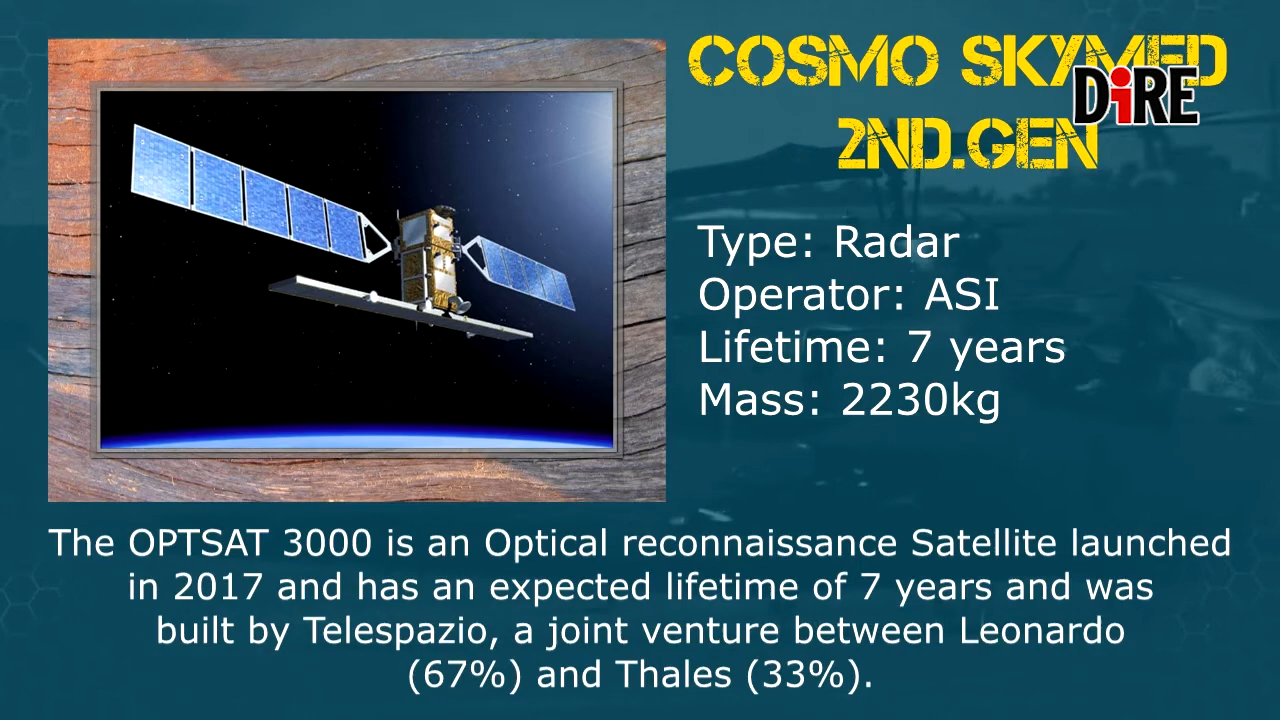 COSMO SKYMED
DiRE
2ND.GEN
Type: Radar
Operator: ASI
Lifetime: 7 years
Mass: 2230kg
The OPTSAT 3000 is an Optical reconnaissance Satellite launched
in 2017 and has an expected lifetime of 7 years and was
built by Telespazio, a joint venture between Leonardo
(67%) and Thales (33%).